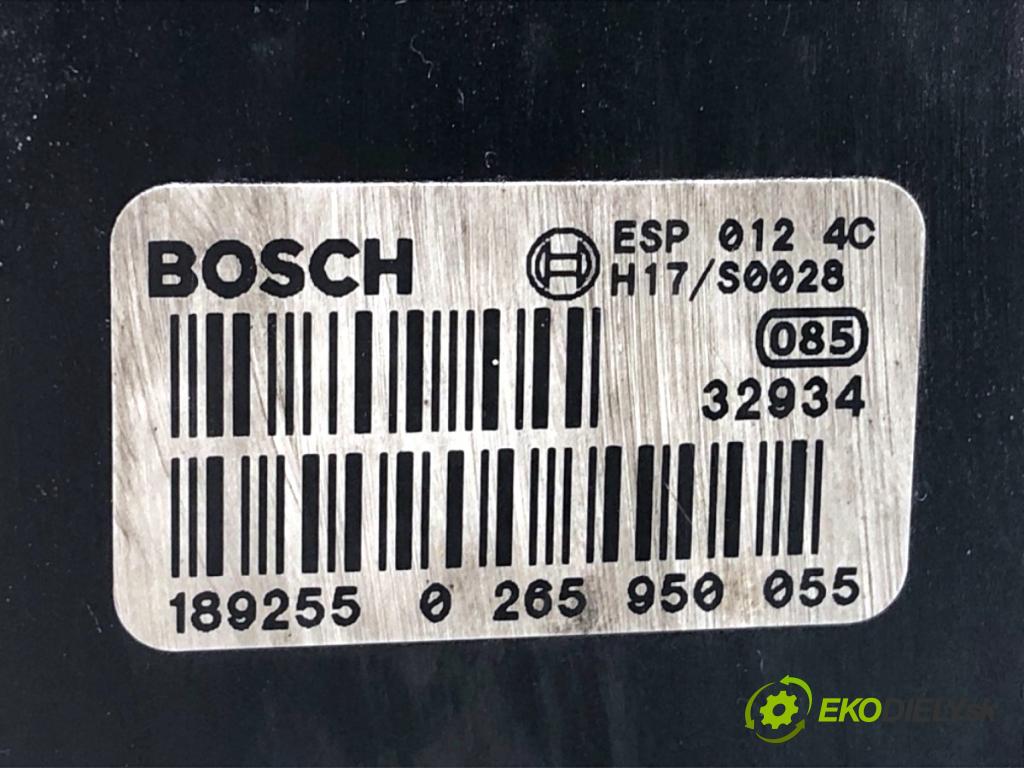 BOSCH
ESP 012 4C
H17/S0028
085
32934
189255 0 265 950 055
EKODIELY.sk